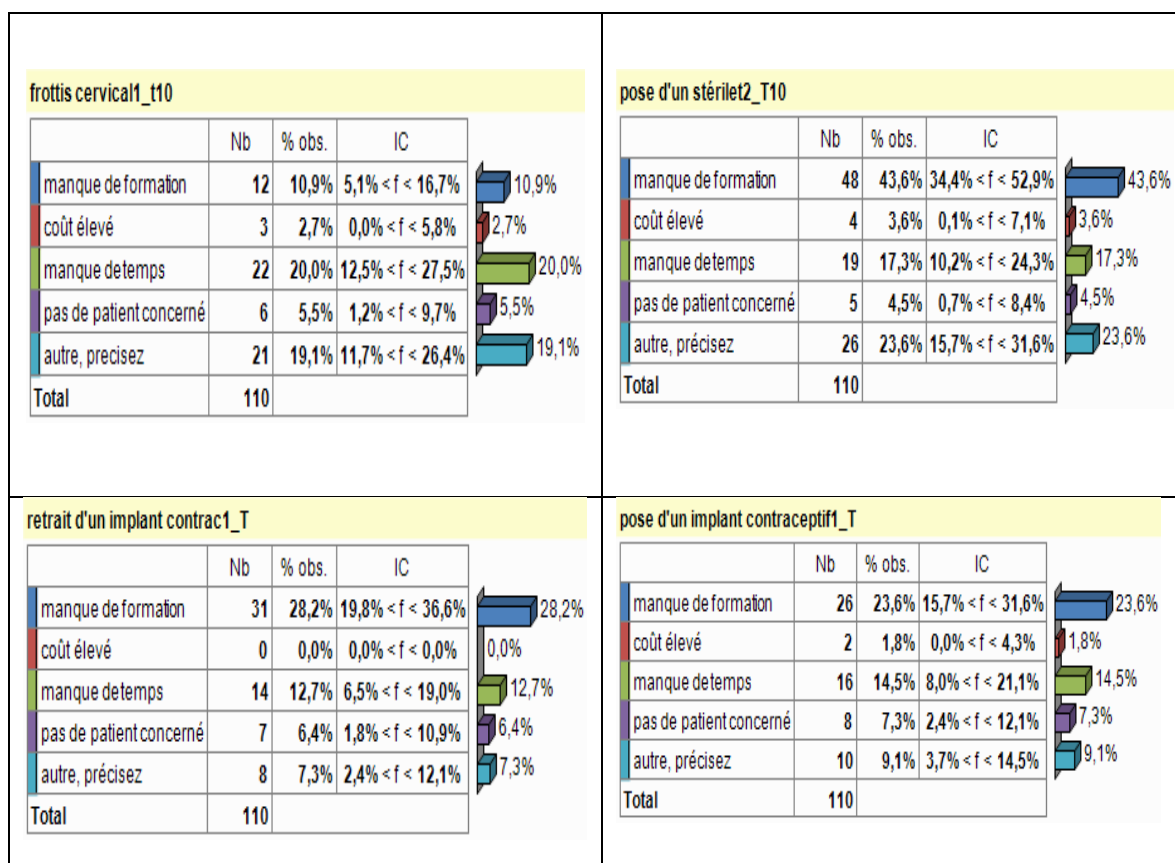 frottis cervical1_t10
Nb % obs. IC
manque de formation 12 10,9% 5,1% < f < 16,7% 10,9%
coût élevé 3 2,7% 0,0% < f < 5,8% 2,7%
manque detemps 22 20,0% 12,5% < f < 27,5% 20,0%
pas de patient concerné 6 5,5% 1,2% < f < 9,7% 5,5%
autre, precisez 21 19,1% 11,7% < f < 26,4% 19,1%
Total 110
pose d'un stérilet2_T10
Nb % obs. IC
manque de formation 48 43,6% 34,4% < f < 52,9% 43,6%
coût élevé 4 3,6% 0,1% < f < 7,1% 3,6%
manque detemps 19 17,3% 10,2% < f < 24,3% 17,3%
pas de patient concerné 5 4,5% 0,7% < f < 8,4% 4,5%
autre, précisez 26 23,6% 15,7% < f < 31,6% 23,6%
Total 110
retrait d'un implant contrac1_T
Nb % obs. IC
manque de formation 31 28,2% 19,8% < f < 36,6% 28,2%
coût élevé 0 0,0% 0,0% < f < 0,0% 0,0%
manque detemps 14 12,7% 6,5% < f < 19,0% 12,7%
pas de patient concerné 7 6,4% 1,8% < f < 10,9% 6,4%
autre, précisez 8 7,3% 2,4% < f < 12,1% 7,3%
Total 110
pose d'un implant contraceptif1_T
Nb % obs. IC
manque de formation 26 23,6% 15,7% < f < 31,6% 23,6%
coût élevé 2 1,8% 0,0% < f < 4,3% 1,8%
manque detemps 16 14,5% 8,0% < f < 21,1% 14,5%
pas de patient concerné 8 7,3% 2,4% < f < 12,1% 7,3%
autre, précisez 10 9,1% 3,7% < f < 14,5% 9,1%
Total 110